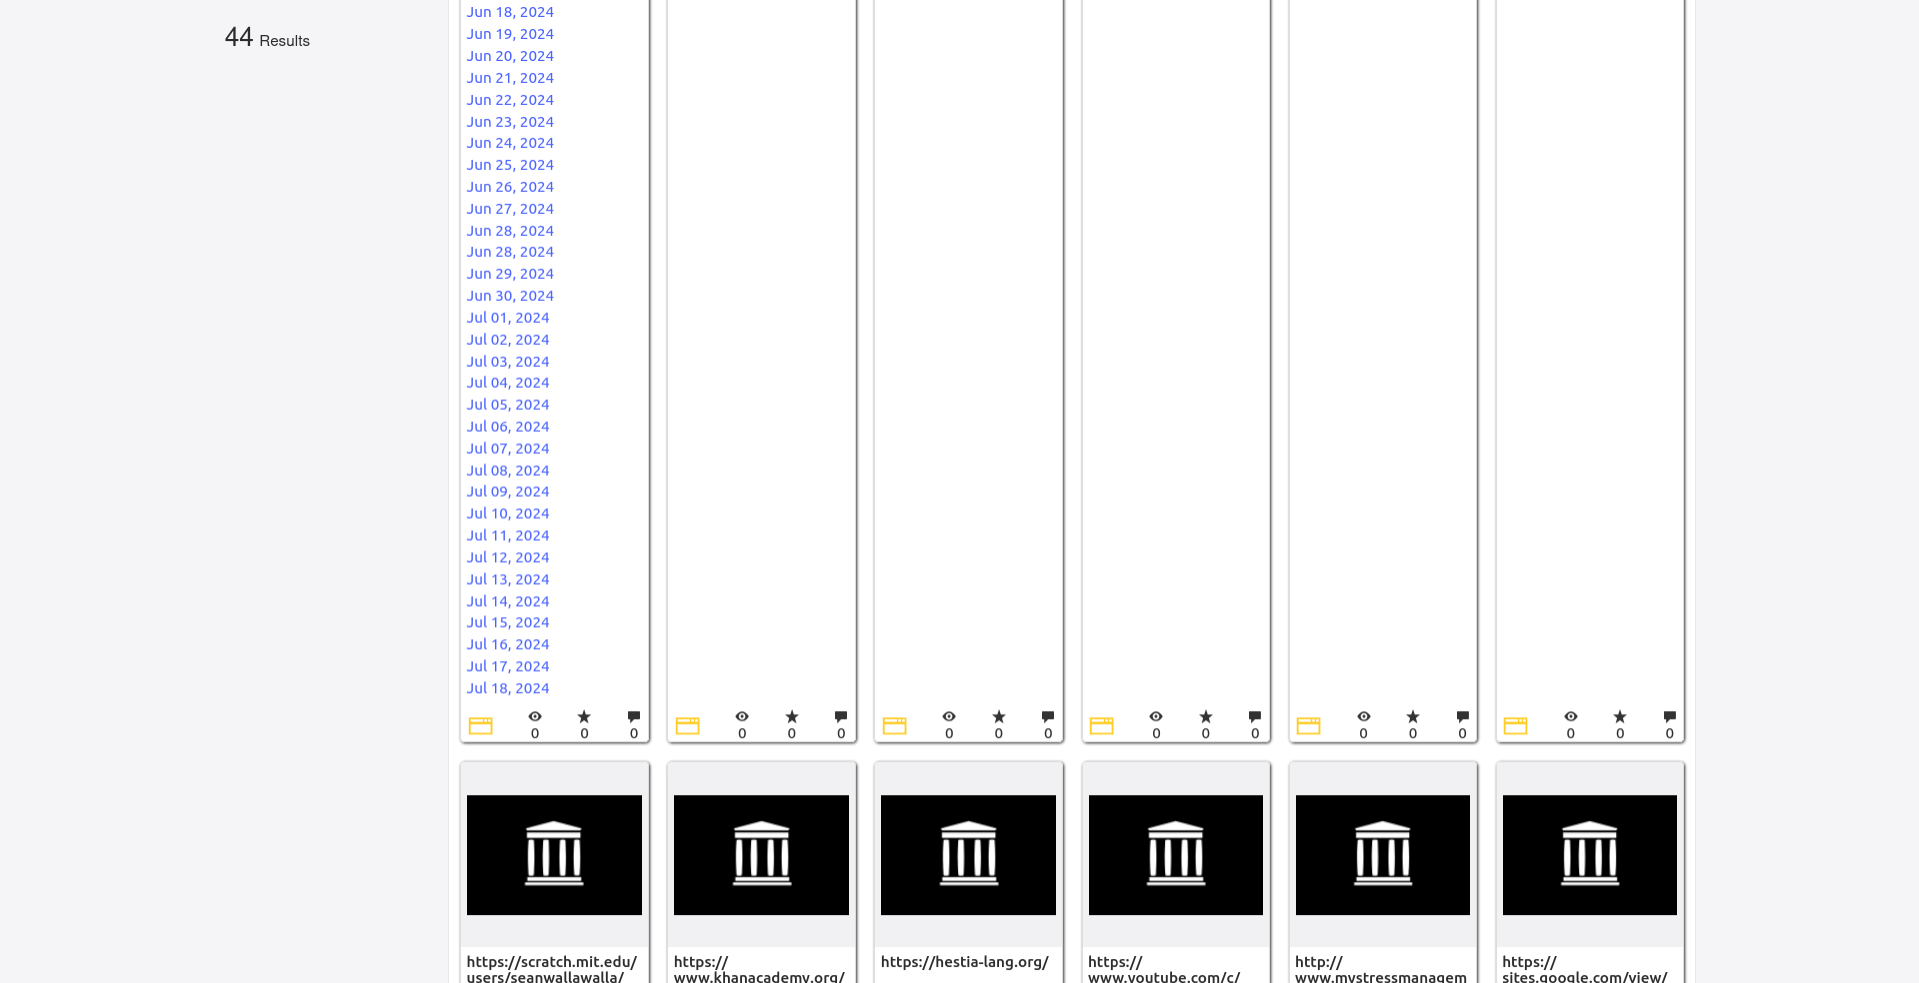 44 Results
Jun 18, 2024
Jun 19, 2024
Jun 20, 2024
Jun 21, 2024
Jun 22, 2024
Jun 23, 2024
Jun 24, 2024
Jun 25, 2024
Jun 26, 2024
Jun 27, 2024
Jun 28, 2024
Jun 28, 2024
Jun 29, 2024
Jun 30, 2024
Jul 01, 2024
Jul 02, 2024
Jul 03, 2024
Jul 04, 2024
Jul 05, 2024
Jul 06, 2024
Jul 07, 2024
Jul 08, 2024
Jul 09, 2024
Jul 10, 2024
Jul 11, 2024
Jul 12, 2024
Jul 13, 2024
Jul 14, 2024
Jul 15, 2024
Jul 16, 2024
Jul 17, 2024
Jul 18, 2024
0 0 0
0 0 0
0 0 0
0 0 0
0 0 0
0 0 0
https://scratch.mit.edu/
users/seanwallawalla/
https://
www.khanacademy.org/
https://hestia-lang.org/
https://
www.youtube.com/c/
http://
www.mystressmanagem
https://
sites.google.com/view/